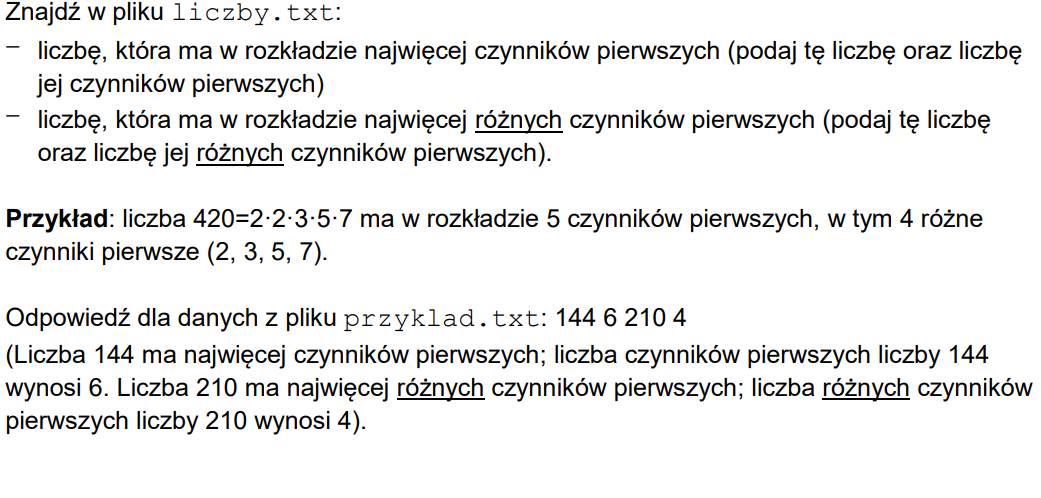 Znajdź w pliku liczby.txt:
− liczbę, która ma w rozkładzie najwięcej czynników pierwszych (podaj tę liczbę oraz liczbę
jej czynników pierwszych)
− liczbę, która ma w rozkładzie najwięcej różnych czynników pierwszych (podaj tę liczbę
oraz liczbę jej różnych czynników pierwszych).
Przykład: liczba 420=2·2·3·5·7 ma w rozkładzie 5 czynników pierwszych, w tym 4 różne
czynniki pierwsze (2, 3, 5, 7).
Odpowiedź dla danych z pliku przyklad.txt: 144 6 210 4
(Liczba 144 ma najwięcej czynników pierwszych; liczba czynników pierwszych liczby 144
wynosi 6. Liczba 210 ma najwięcej różnych czynników pierwszych; liczba różnych czynników
pierwszych liczby 210 wynosi 4).